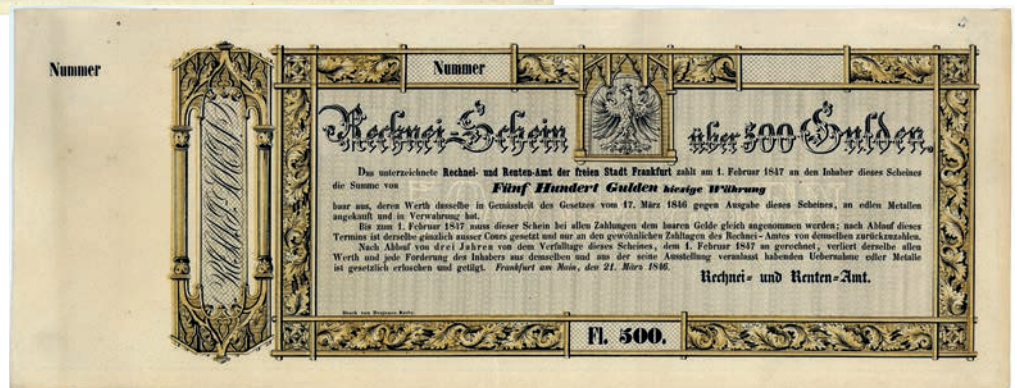 Nummer
Nummer
Rechnei-Schein über 500 Gulden.
Das unterzeichnete Rechnei- und Renten-Amt der freien Stadt Frankfurt zahlt am 1. Februar 1847 an den Inhaber dieses Scheines
die Summe von Fünf Hundert Gulden hiesige Währung
baar aus, deren Werth dasselbe in Gemässheit des Gesetzes vom 17. März 1846 gegen Ausgabe dieses Scheines, an edlen Metallen
angekauft und in Verwahrung hat.
Bis zum 1. Februar 1847 muss dieser Schein bei allen Zahlungen dem baaren Gelde gleich angenommen werden; nach Ablauf dieses
Termins ist derselbe gänzlich ausser Cours gesetzt und nur an den gewöhnlichen Zahltagen des Rechnei-Amtes von demselben zurückzuzahlen.
Nach Ablauf von drei Jahren von dem Verfalltage dieses Scheines, dem 1. Februar 1847 an gerechnet, verliert derselbe allen
Werth und jede Forderung des Inhabers aus demselben und aus der seine Ausstellung veranlasst habenden Uebernahme edler Metalle
ist gesetzlich erloschen und getilgt. Frankfurt am Main, den 21. März 1846.
Rechnei- und Renten-Amt.
Druck von Benjamin Krebs.
Fl. 500.